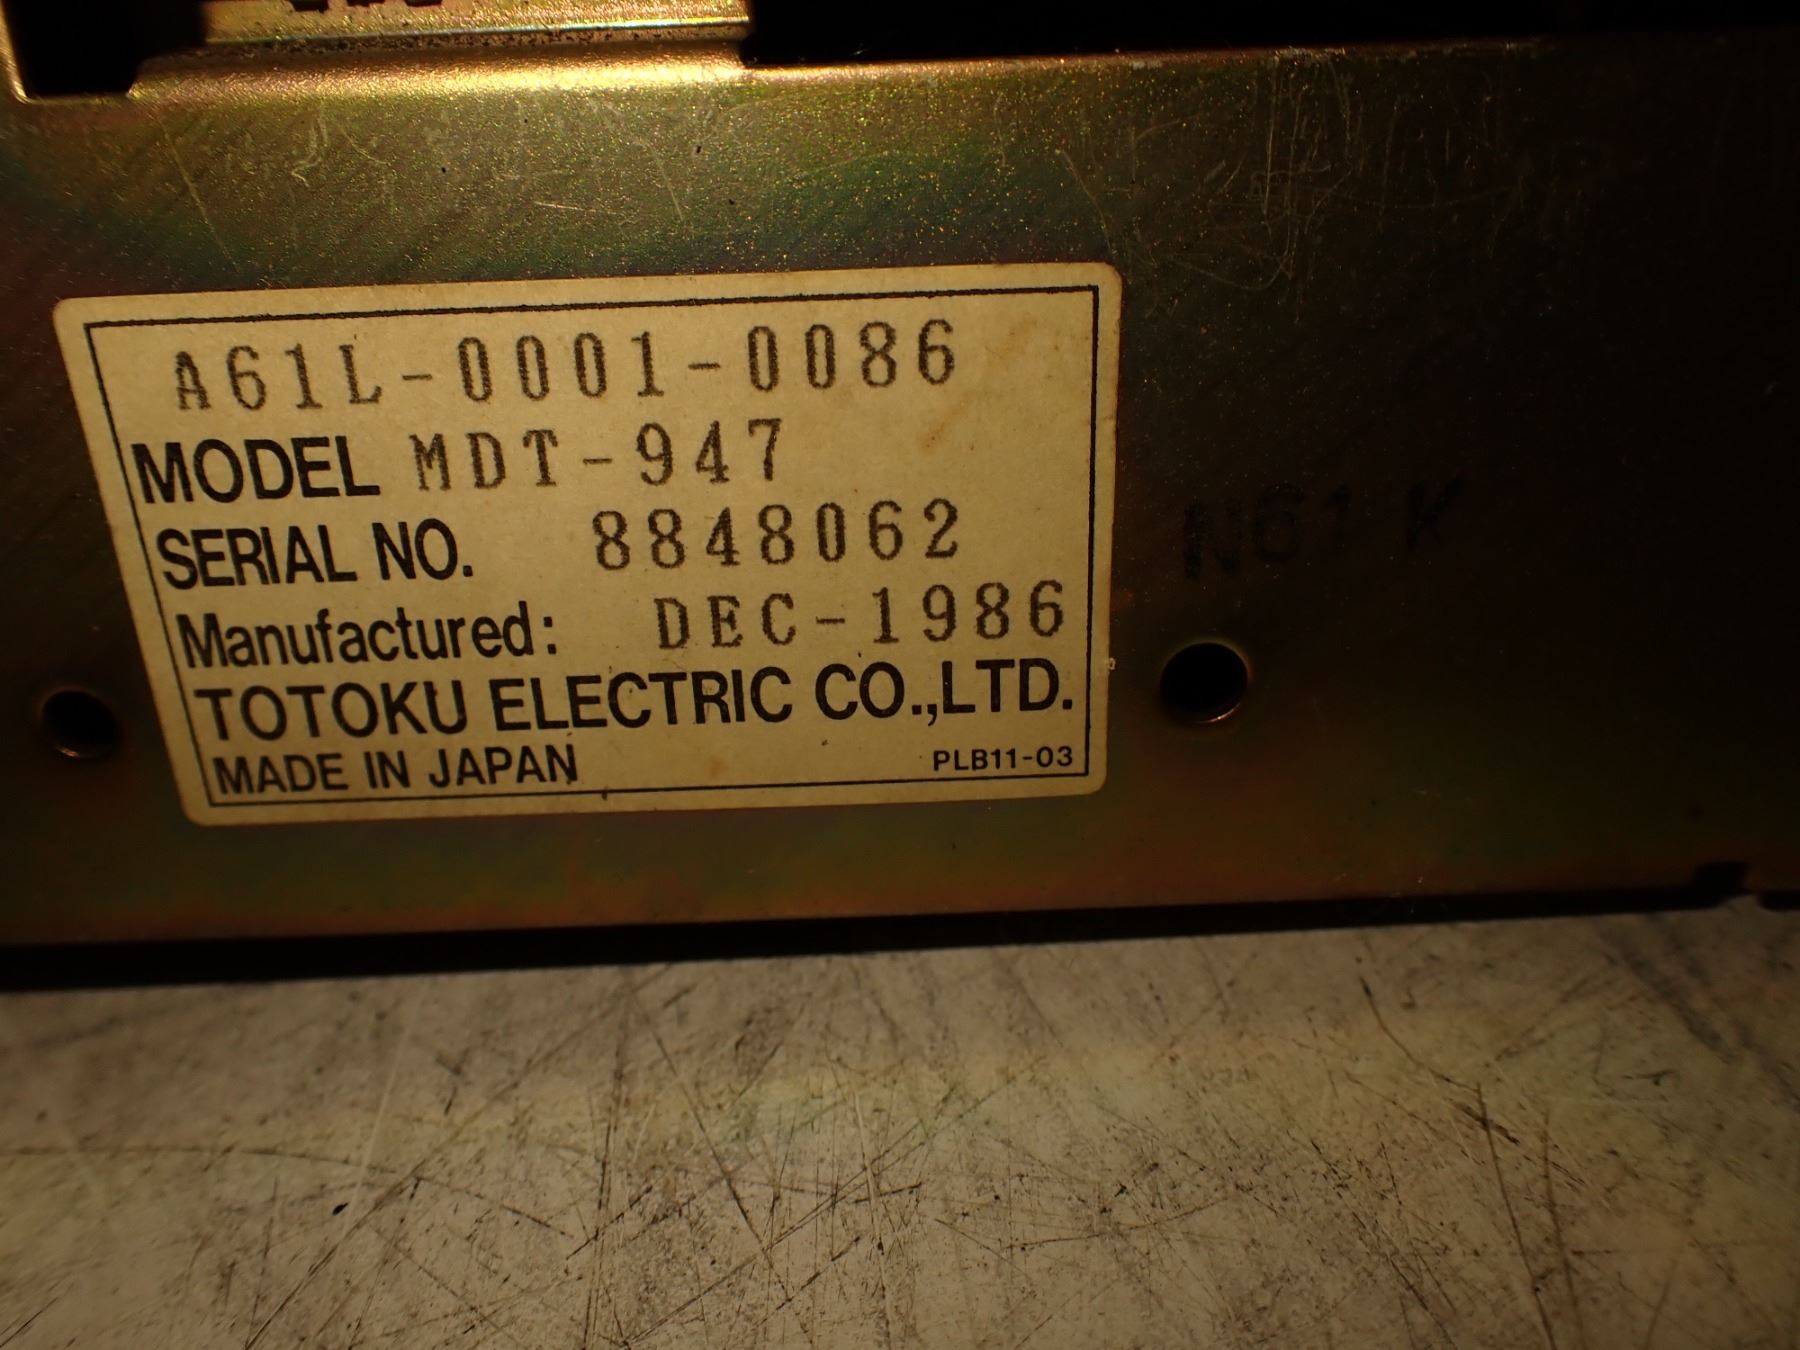 A61L-0001-0086
MODEL MDT-947
SERIAL NO. 8848062
Manufactured: DEC-1986
TOTOKU ELECTRIC CO.,LTD.
MADE IN JAPAN PLB11-03
N61 K